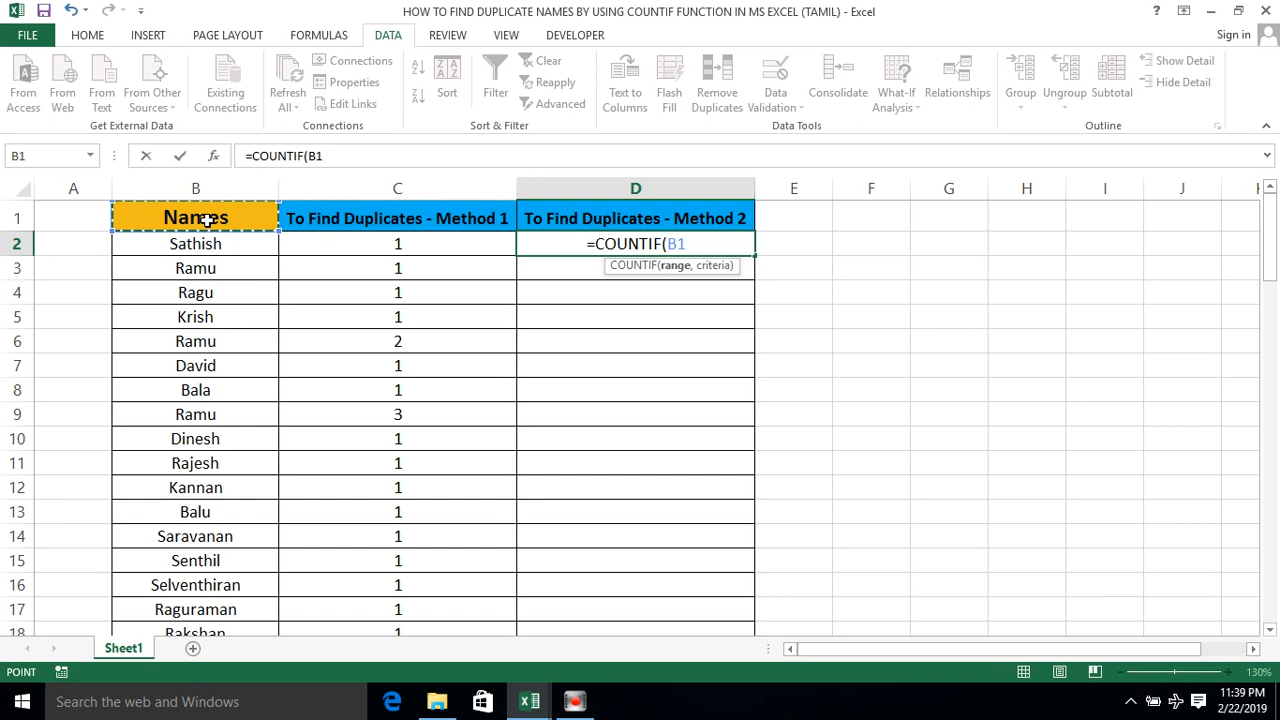 HOW TO FIND DUPLICATE NAMES BY USING COUNTIF FUNCTION IN MS EXCEL (TAMIL) - Excel
FILE HOME INSERT PAGE LAYOUT FORMULAS DATA REVIEW VIEW DEVELOPER Sign in
From Access
From Web
From Text
From Other Sources
Existing Connections
Get External Data
Refresh All
Connections
Properties
Edit Links
Connections
Sort
Filter
Clear
Reapply
Advanced
Sort & Filter
Text to Columns
Flash Fill
Remove Duplicates
Data Validation
Consolidate
What-If Analysis
Relationships
Data Tools
Group
Ungroup
Subtotal
Show Detail
Hide Detail
Outline
B1 fx =COUNTIF(B1
A B C D E F G H I J
1 Names To Find Duplicates - Method 1 To Find Duplicates - Method 2
2 Sathish 1 =COUNTIF(B1
COUNTIF(range, criteria)
3 Ramu 1
4 Ragu 1
5 Krish 1
6 Ramu 2
7 David 1
8 Bala 1
9 Ramu 3
10 Dinesh 1
11 Rajesh 1
12 Kannan 1
13 Balu 1
14 Saravanan 1
15 Senthil 1
16 Selventhiran 1
17 Raguraman 1
18 Rakshan 1
Sheet1
POINT 130%
Search the web and Windows
11:39 PM
2/22/2019